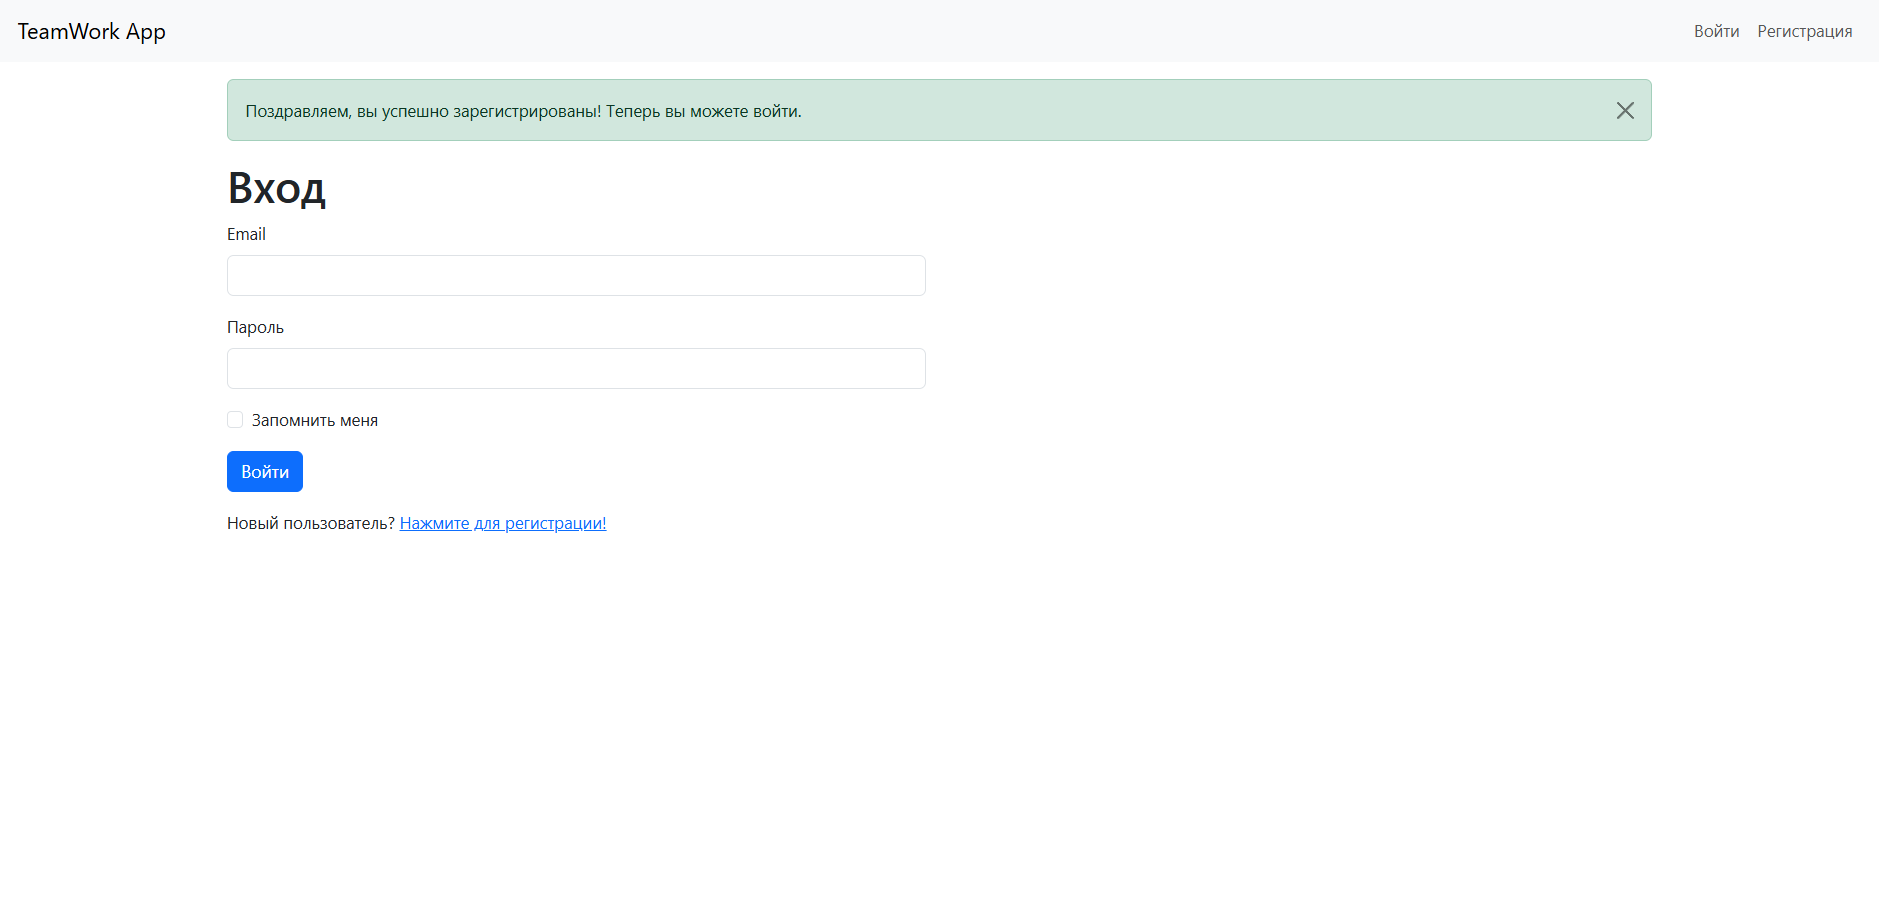 TeamWork App
Войти Регистрация
Поздравляем, вы успешно зарегистрированы! Теперь вы можете войти.
Вход
Email
Пароль
Запомнить меня
Войти
Новый пользователь? Нажмите для регистрации!